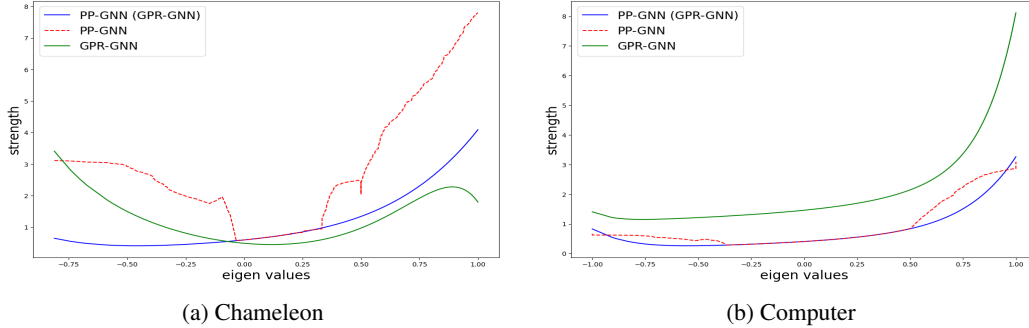 PP-GNN (GPR-GNN)
PP-GNN
GPR-GNN
strength
8
7
6
5
4
3
2
1
-0.75
-0.50
-0.25
0.00
0.25
0.50
0.75
1.00
eigen values
(a) Chameleon
PP-GNN (GPR-GNN)
PP-GNN
GPR-GNN
strength
8
7
6
5
4
3
2
1
0
-1.00
-0.75
-0.50
-0.25
0.00
0.25
0.50
0.75
1.00
eigen values
(b) Computer